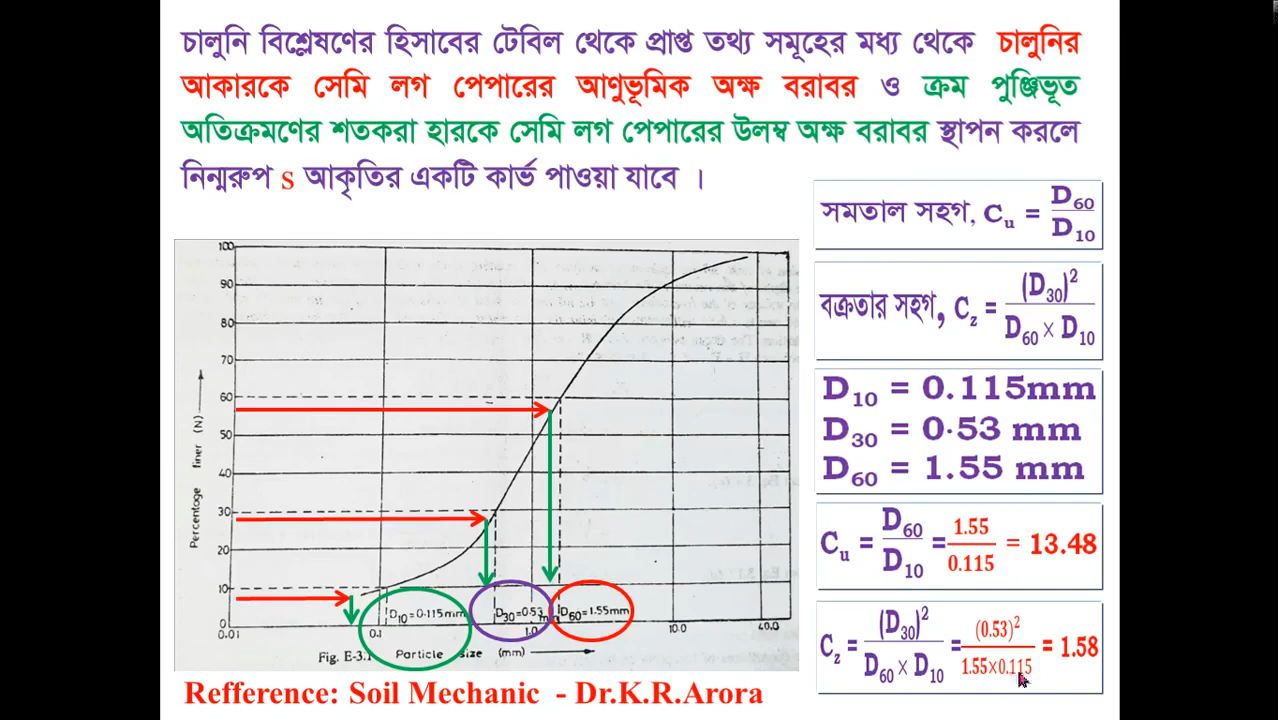 চালুনি বিশ্লেষণের হিসাবের টেবিল থেকে প্রাপ্ত তথ্য সমূহের মধ্য থেকে চালুনির
আকারকে সেমি লগ পেপারের আণুভূমিক অক্ষ বরাবর ও ক্রম পুঞ্জিভূত
অতিক্রমণের শতকরা হারকে সেমি লগ পেপারের উলম্ব অক্ষ বরাবর স্থাপন করলে
নিন্মরুপ S আকৃতির একটি কার্ভ পাওয়া যাবে ।
সমতাল সহগ, Cu = D60/D10
বক্রতার সহগ, Cz = (D30)²/D60 × D10
D10 = 0.115mm
D30 = 0·53 mm
D60 = 1.55 mm
Cu = D60/D10 = 1.55/0.115 = 13.48
Cz = (D30)²/D60 × D10 = (0.53)²/1.55×0.115 = 1.58
100
90
80
70
60
50
40
30
20
10
0
Percentage finer (N)
D10=0·115mm
D30=0·53 mm
D60=1·55mm
0.01 0.1 1.0 10.0 40.0
Fig. E-3.1 Particle size (mm)
Refference: Soil Mechanic - Dr.K.R.Arora